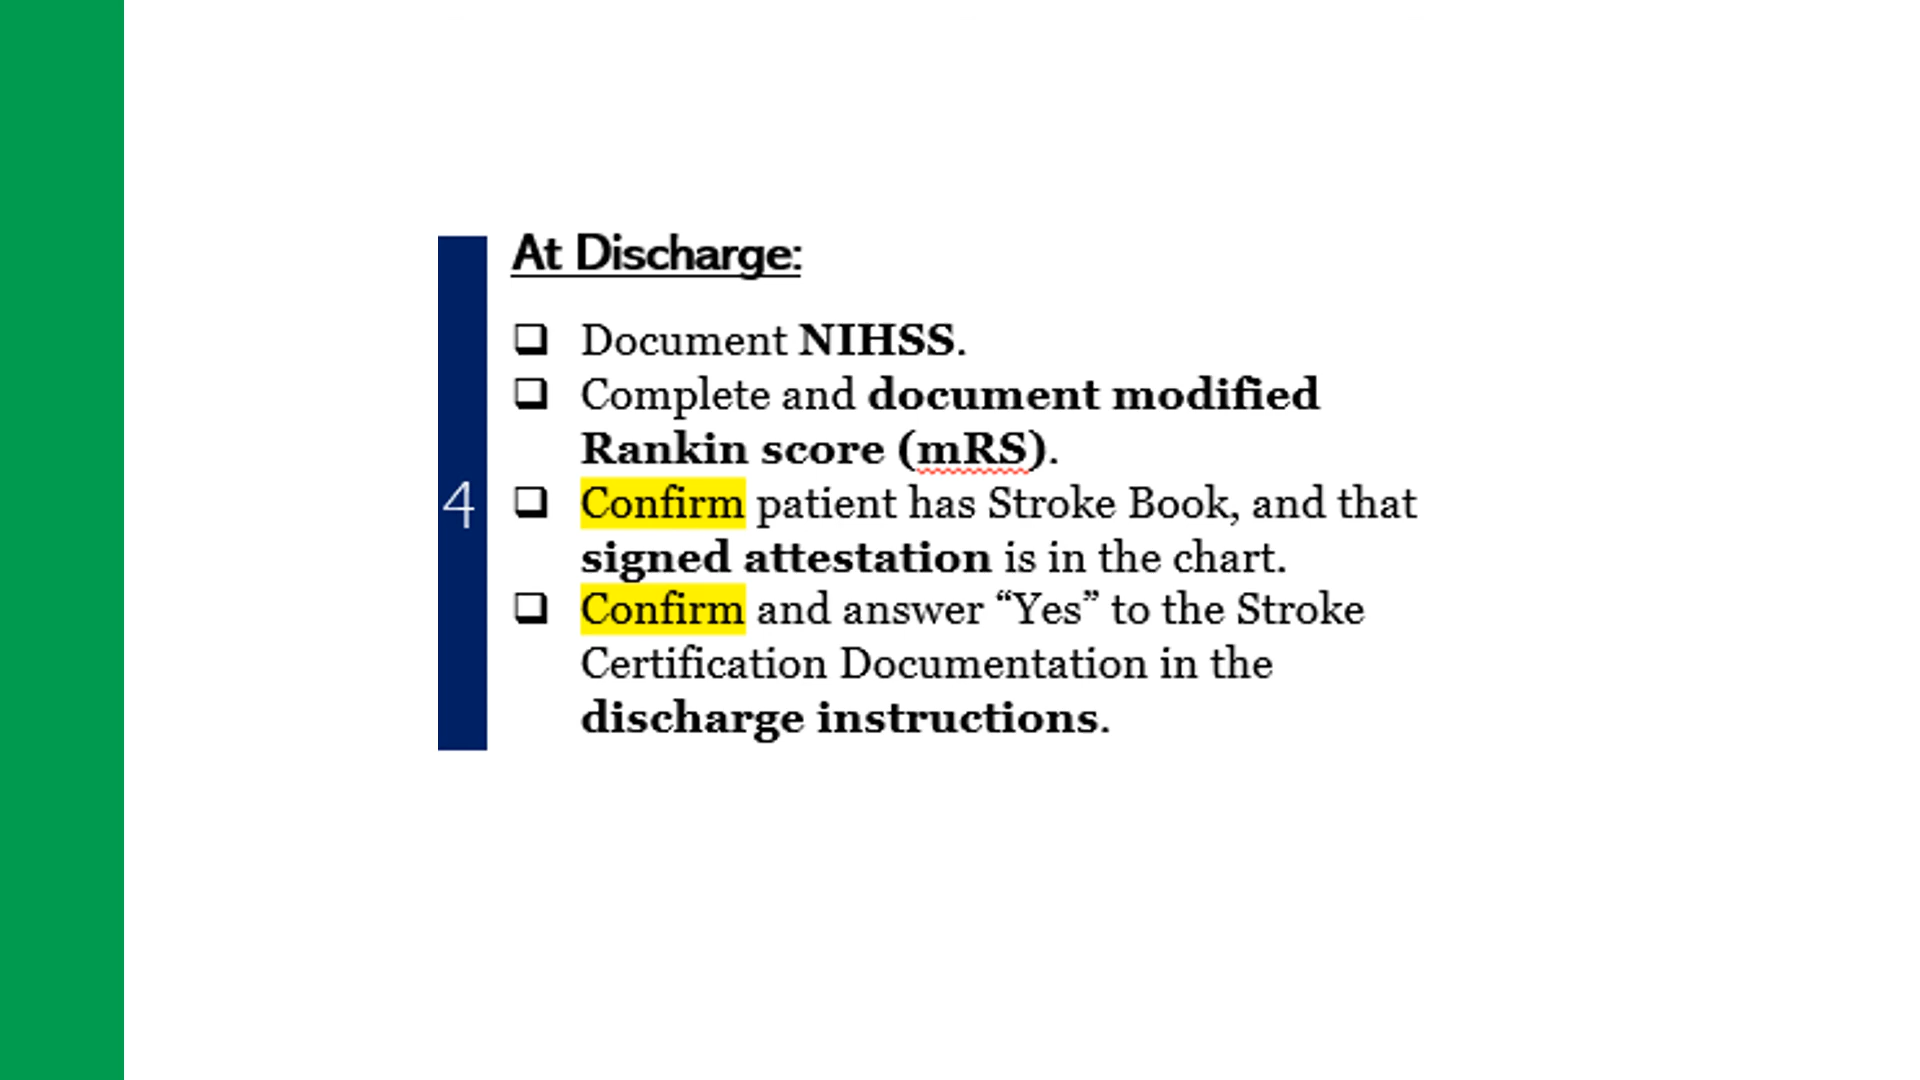 At Discharge:
❑ Document NIHSS.
❑ Complete and document modified
Rankin score (mRS).
4
❑ Confirm patient has Stroke Book, and that
signed attestation is in the chart.
❑ Confirm and answer “Yes” to the Stroke
Certification Documentation in the
discharge instructions.